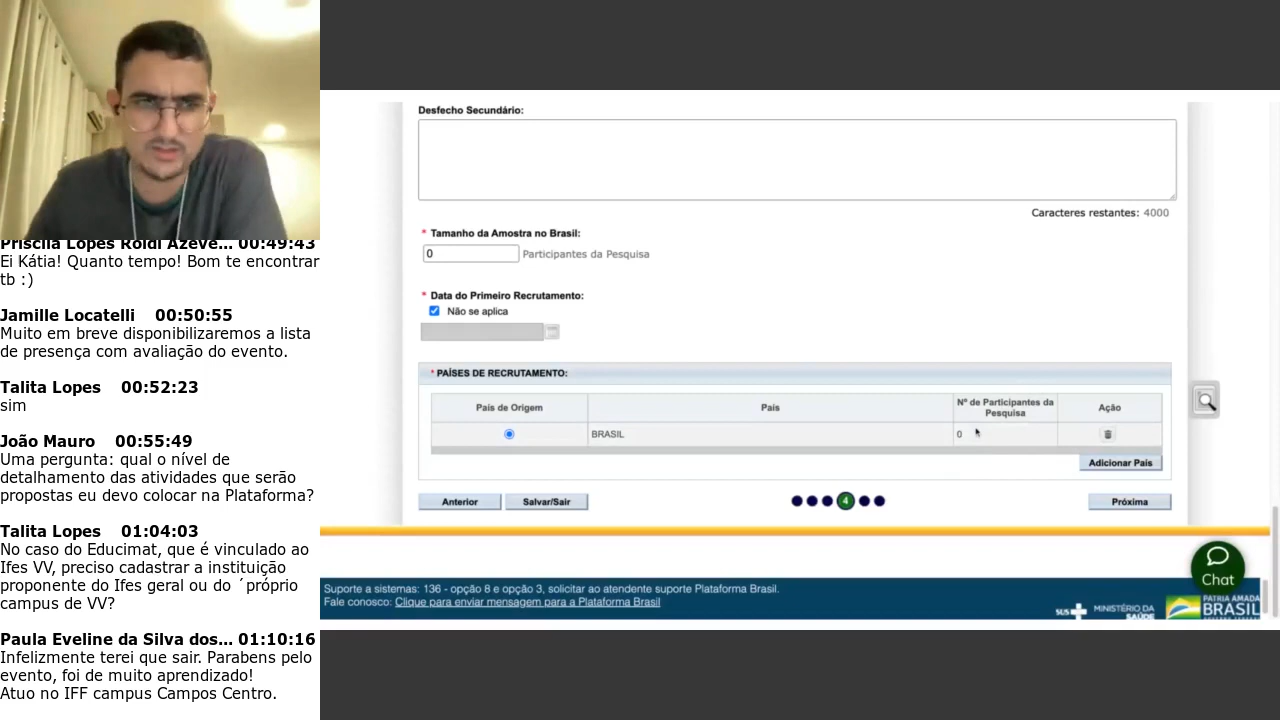 Priscila Lopes Roldi Azeve... 00:49:43
Ei Kátia! Quanto tempo! Bom te encontrar
tb :)
Jamille Locatelli 00:50:55
Muito em breve disponibilizaremos a lista
de presença com avaliação do evento.
Talita Lopes 00:52:23
sim
João Mauro 00:55:49
Uma pergunta: qual o nível de
detalhamento das atividades que serão
propostas eu devo colocar na Plataforma?
Talita Lopes 01:04:03
No caso do Educimat, que é vinculado ao
Ifes VV, preciso cadastrar a instituição
proponente do Ifes geral ou do ´próprio
campus de VV?
Paula Eveline da Silva dos... 01:10:16
Infelizmente terei que sair. Parabens pelo
evento, foi de muito aprendizado!
Atuo no IFF campus Campos Centro.
Desfecho Secundário:
Caracteres restantes: 4000
* Tamanho da Amostra no Brasil:
0 Participantes da Pesquisa
* Data do Primeiro Recrutamento:
Não se aplica
* PAÍSES DE RECRUTAMENTO:
País de Origem País Nº de Participantes da Pesquisa Ação
BRASIL 0
Adicionar País
Anterior Salvar/Sair 4 Próxima
Chat
Suporte a sistemas: 136 - opção 8 e opção 3, solicitar ao atendente suporte Plataforma Brasil.
Fale conosco: Clique para enviar mensagem para a Plataforma Brasil
SUS MINISTÉRIO DA SAÚDE PÁTRIA AMADA BRASIL